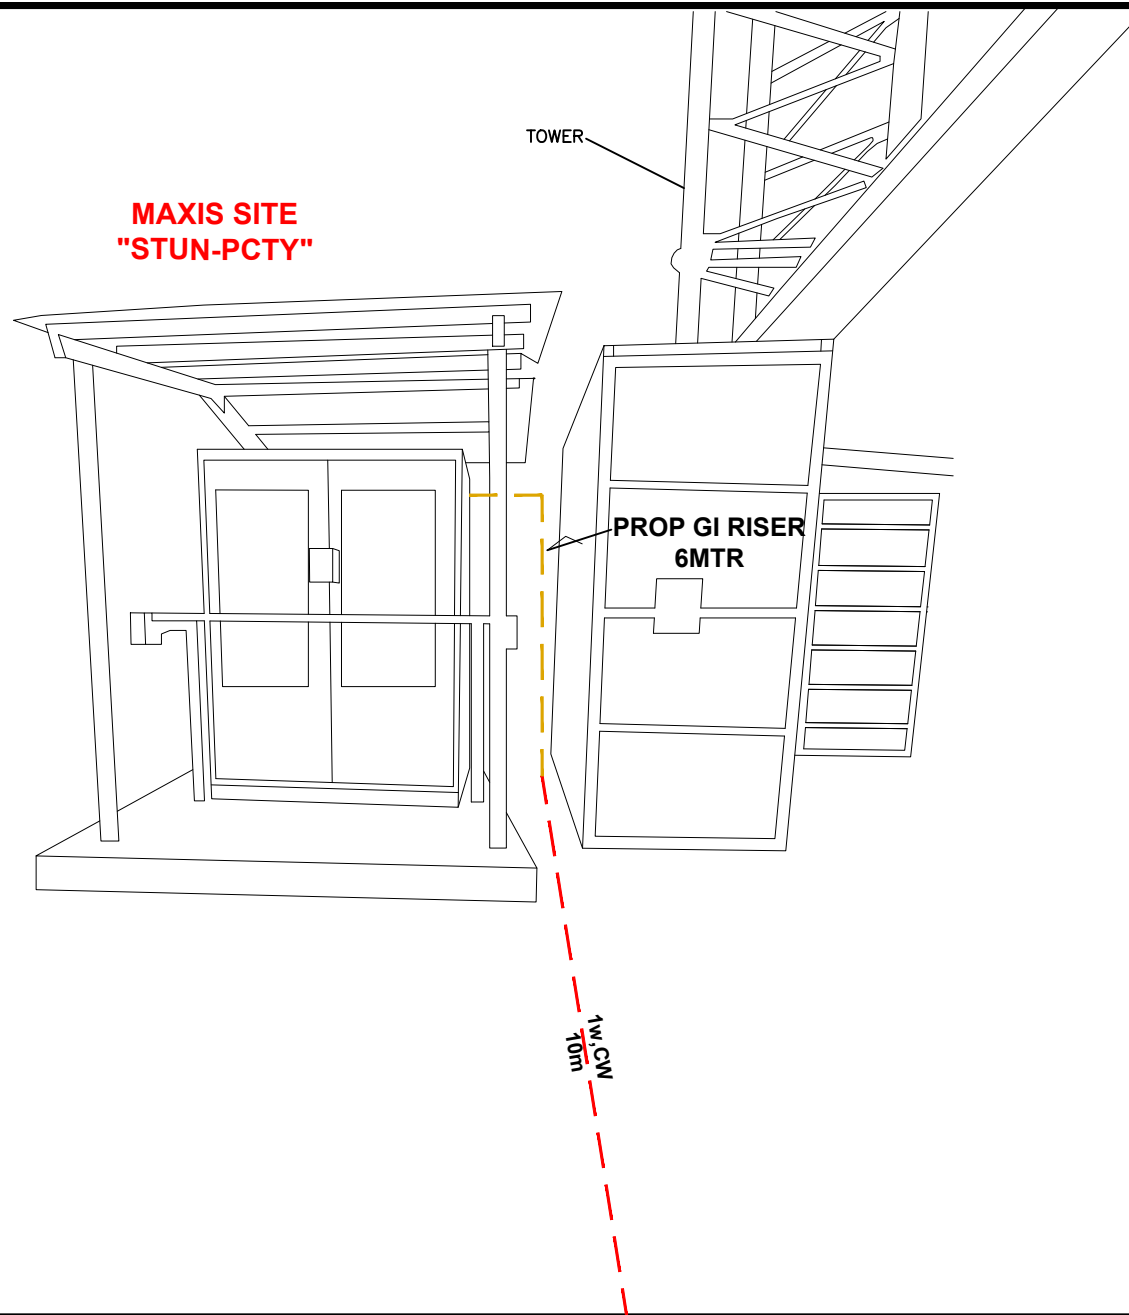 TOWER
MAXIS SITE
"STUN-PCTY"
PROP GI RISER
6MTR
1w,CW
10m